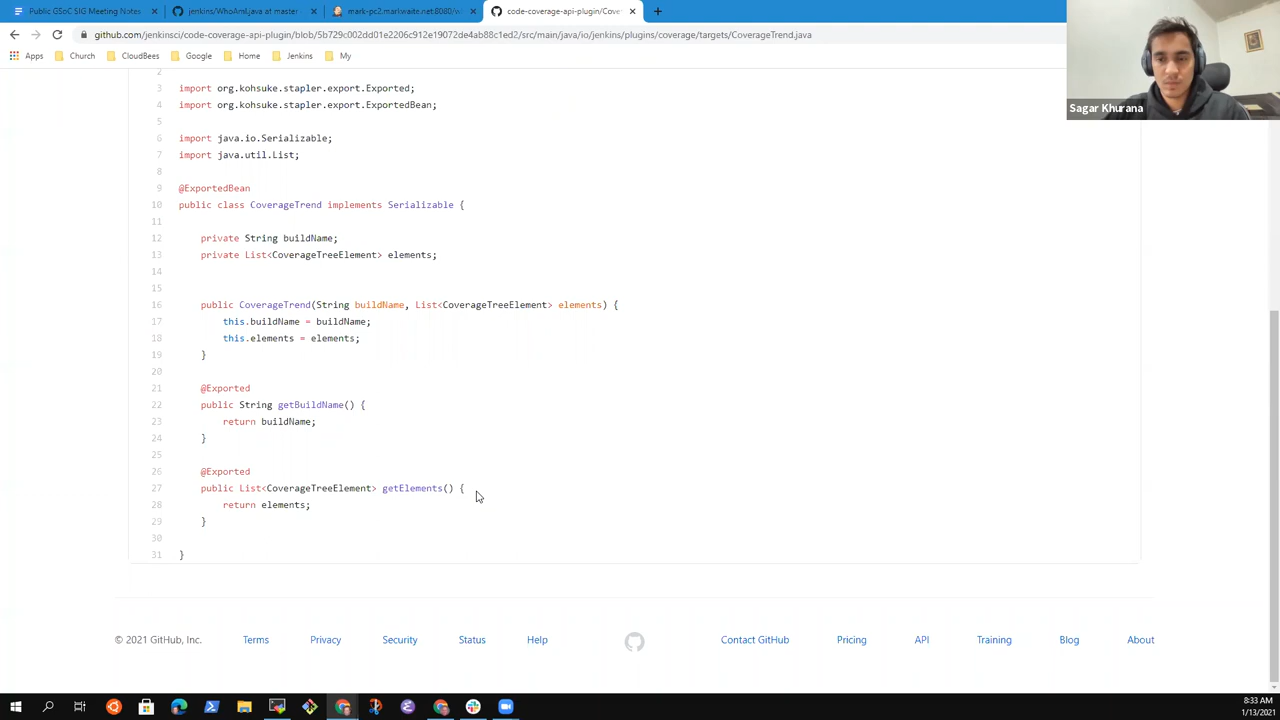 Public GSoC SIG Meeting Notes
jenkins/WhoAmI.java at master
mark-pc2.markwaite.net:8080/w
code-coverage-api-plugin/Cover
github.com/jenkinsci/code-coverage-api-plugin/blob/5b729c002dd01e2206c912e19072de4ab88c1ed2/src/main/java/io/jenkins/plugins/coverage/targets/CoverageTrend.java
Apps
Church
CloudBees
Google
Home
Jenkins
My
Sagar Khurana
2
3 import org.kohsuke.stapler.export.Exported;
4 import org.kohsuke.stapler.export.ExportedBean;
5
6 import java.io.Serializable;
7 import java.util.List;
8
9 @ExportedBean
10 public class CoverageTrend implements Serializable {
11
12 private String buildName;
13 private List<CoverageTreeElement> elements;
14
15
16 public CoverageTrend(String buildName, List<CoverageTreeElement> elements) {
17 this.buildName = buildName;
18 this.elements = elements;
19 }
20
21 @Exported
22 public String getBuildName() {
23 return buildName;
24 }
25
26 @Exported
27 public List<CoverageTreeElement> getElements() {
28 return elements;
29 }
30
31 }
© 2021 GitHub, Inc.
Terms
Privacy
Security
Status
Help
Contact GitHub
Pricing
API
Training
Blog
About
8:33 AM
1/13/2021